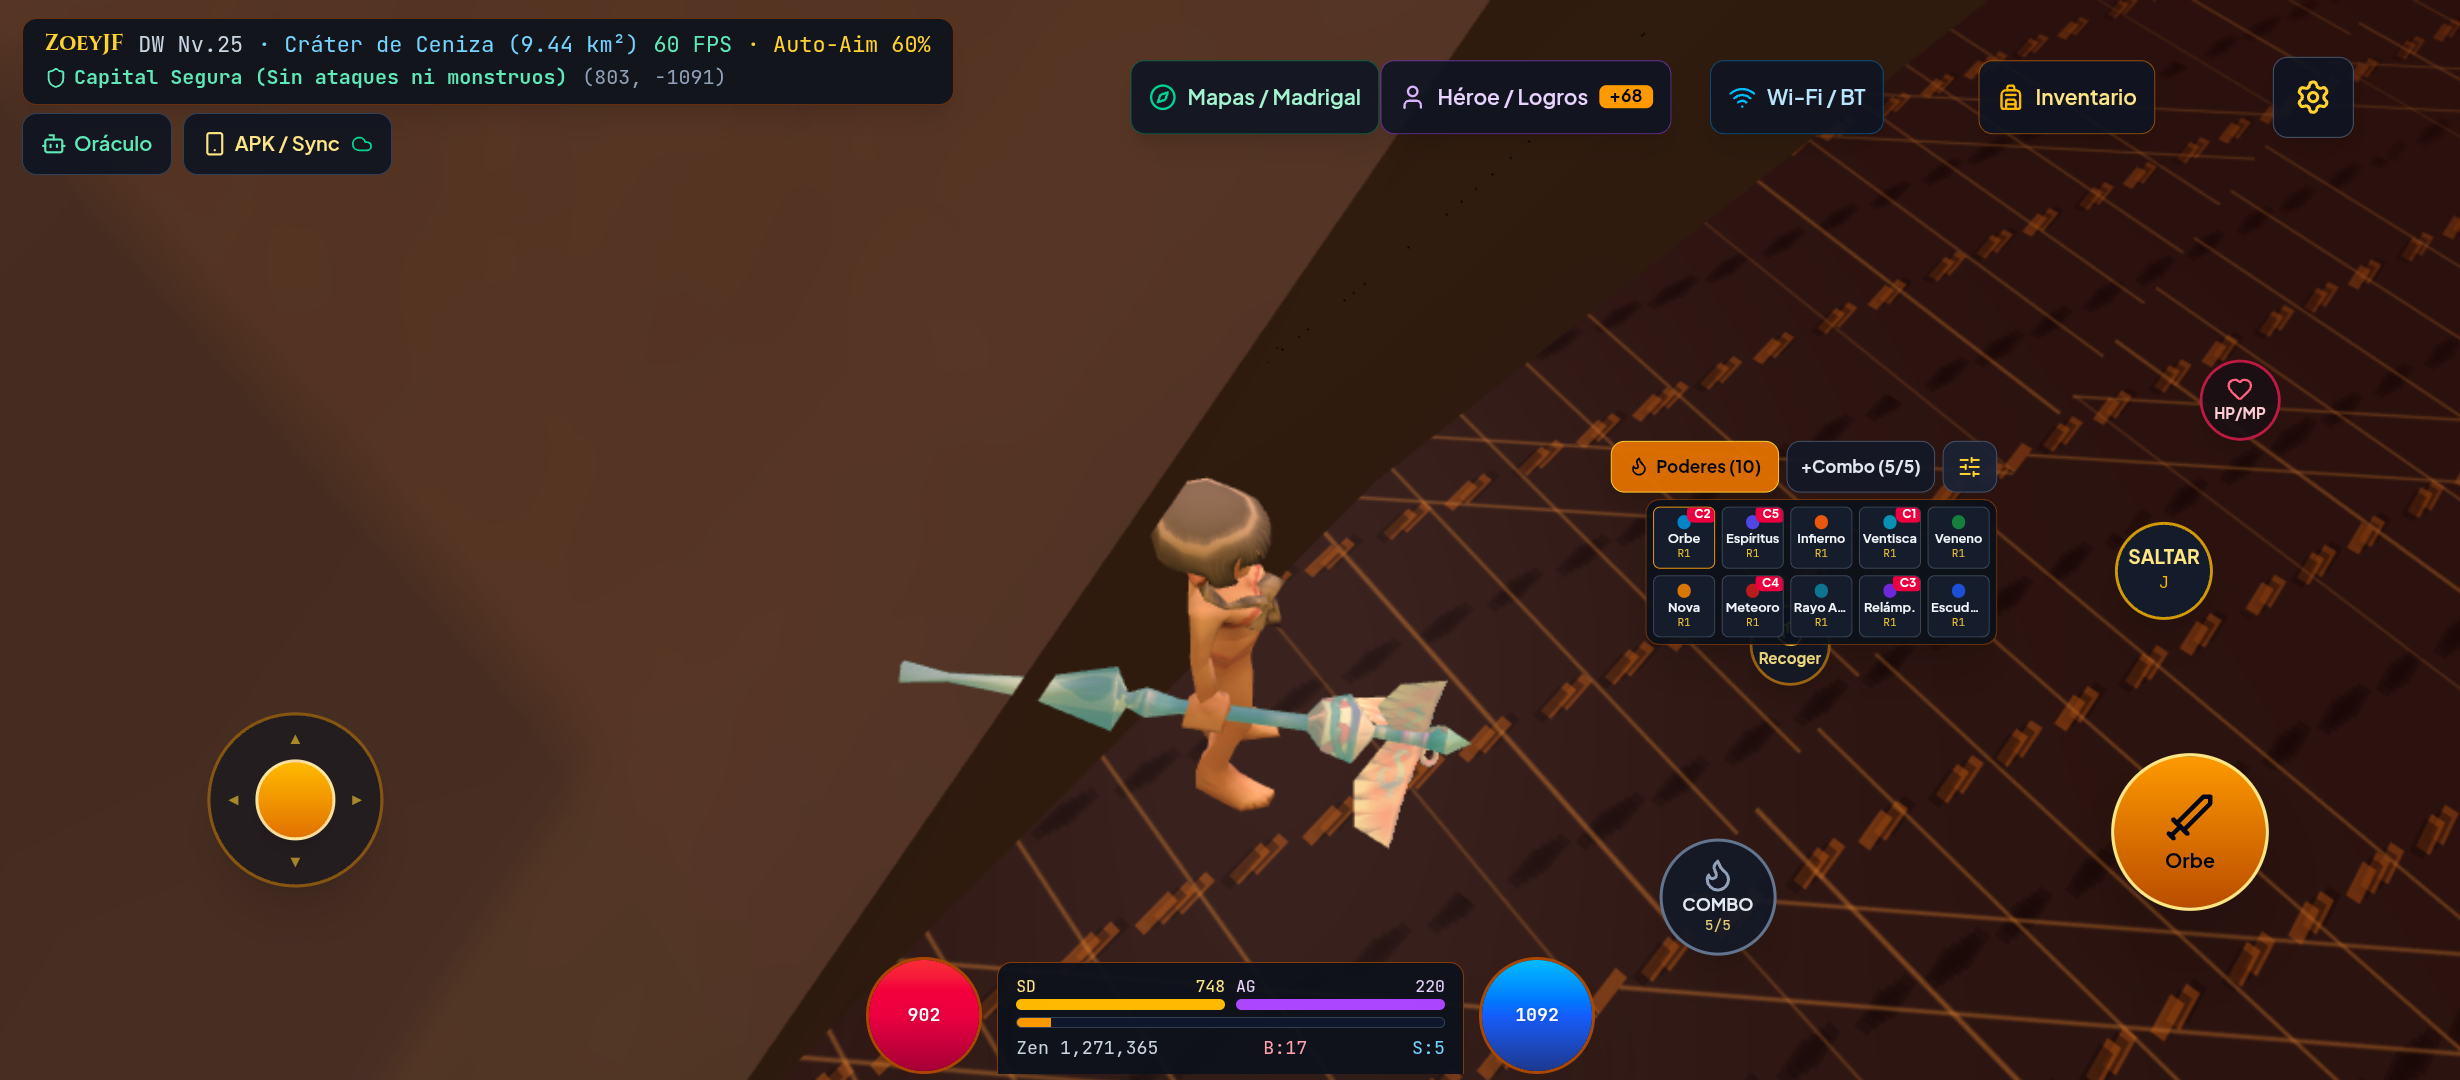 ZOEYJF DW Nv.25 · Cráter de Ceniza (9.44 km²) 60 FPS · Auto-Aim 60%
Capital Segura (Sin ataques ni monstruos) (803, -1091)
Oráculo
APK / Sync
Mapas / Madrigal
Héroe / Logros +68
Wi-Fi / BT
Inventario
HP/MP
Poderes (10)
+Combo (5/5)
C2 Orbe R1
C5 Espíritus R1
Infierno R1
C1 Ventisca R1
Veneno R1
Nova R1
C4 Meteoro R1
Rayo A... R1
C3 Relámp. R1
Escud... R1
Recoger
SALTAR
J
Orbe
COMBO
5/5
902
SD 748 AG 220
Zen 1,271,365 B:17 S:5
1092